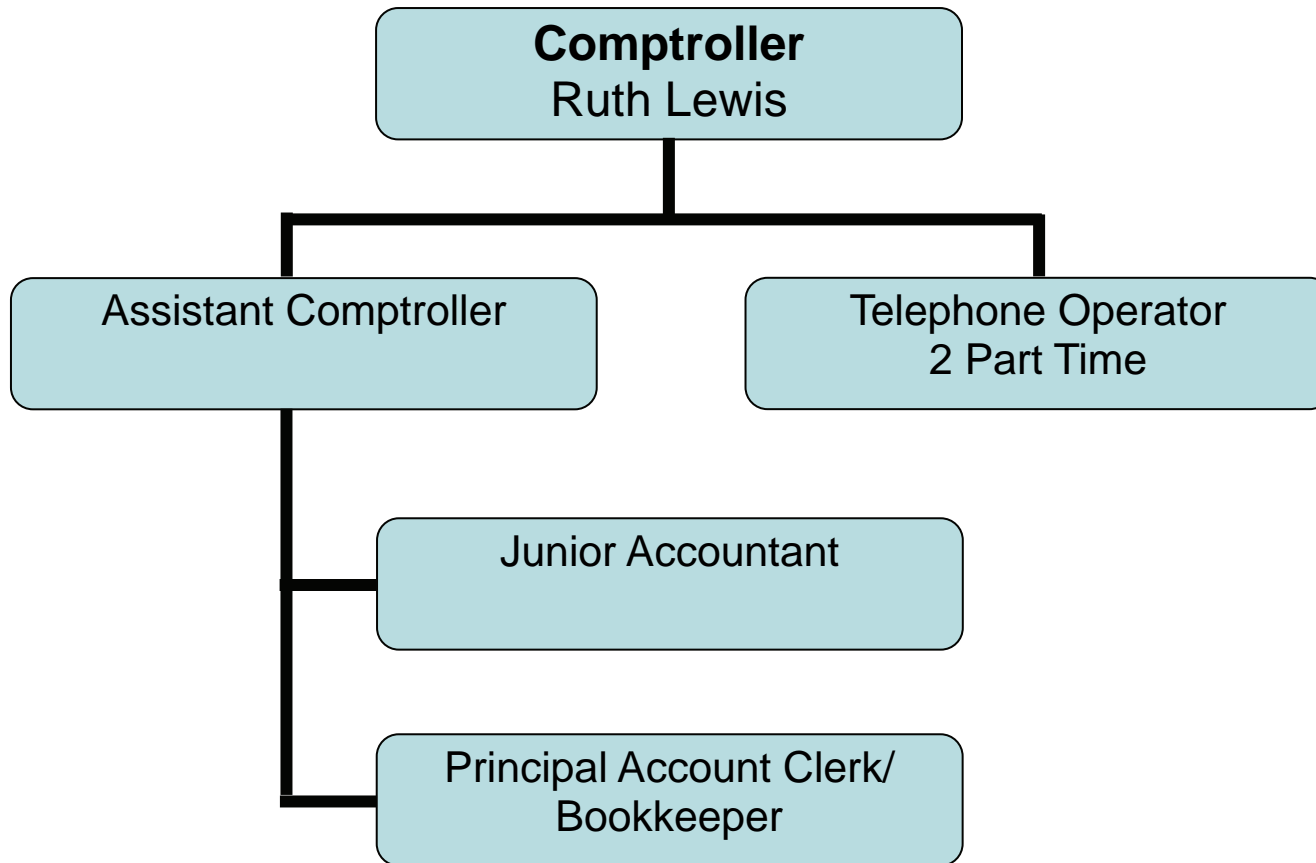 Comptroller
Ruth Lewis
Assistant Comptroller
Telephone Operator
2 Part Time
Junior Accountant
Principal Account Clerk/
Bookkeeper